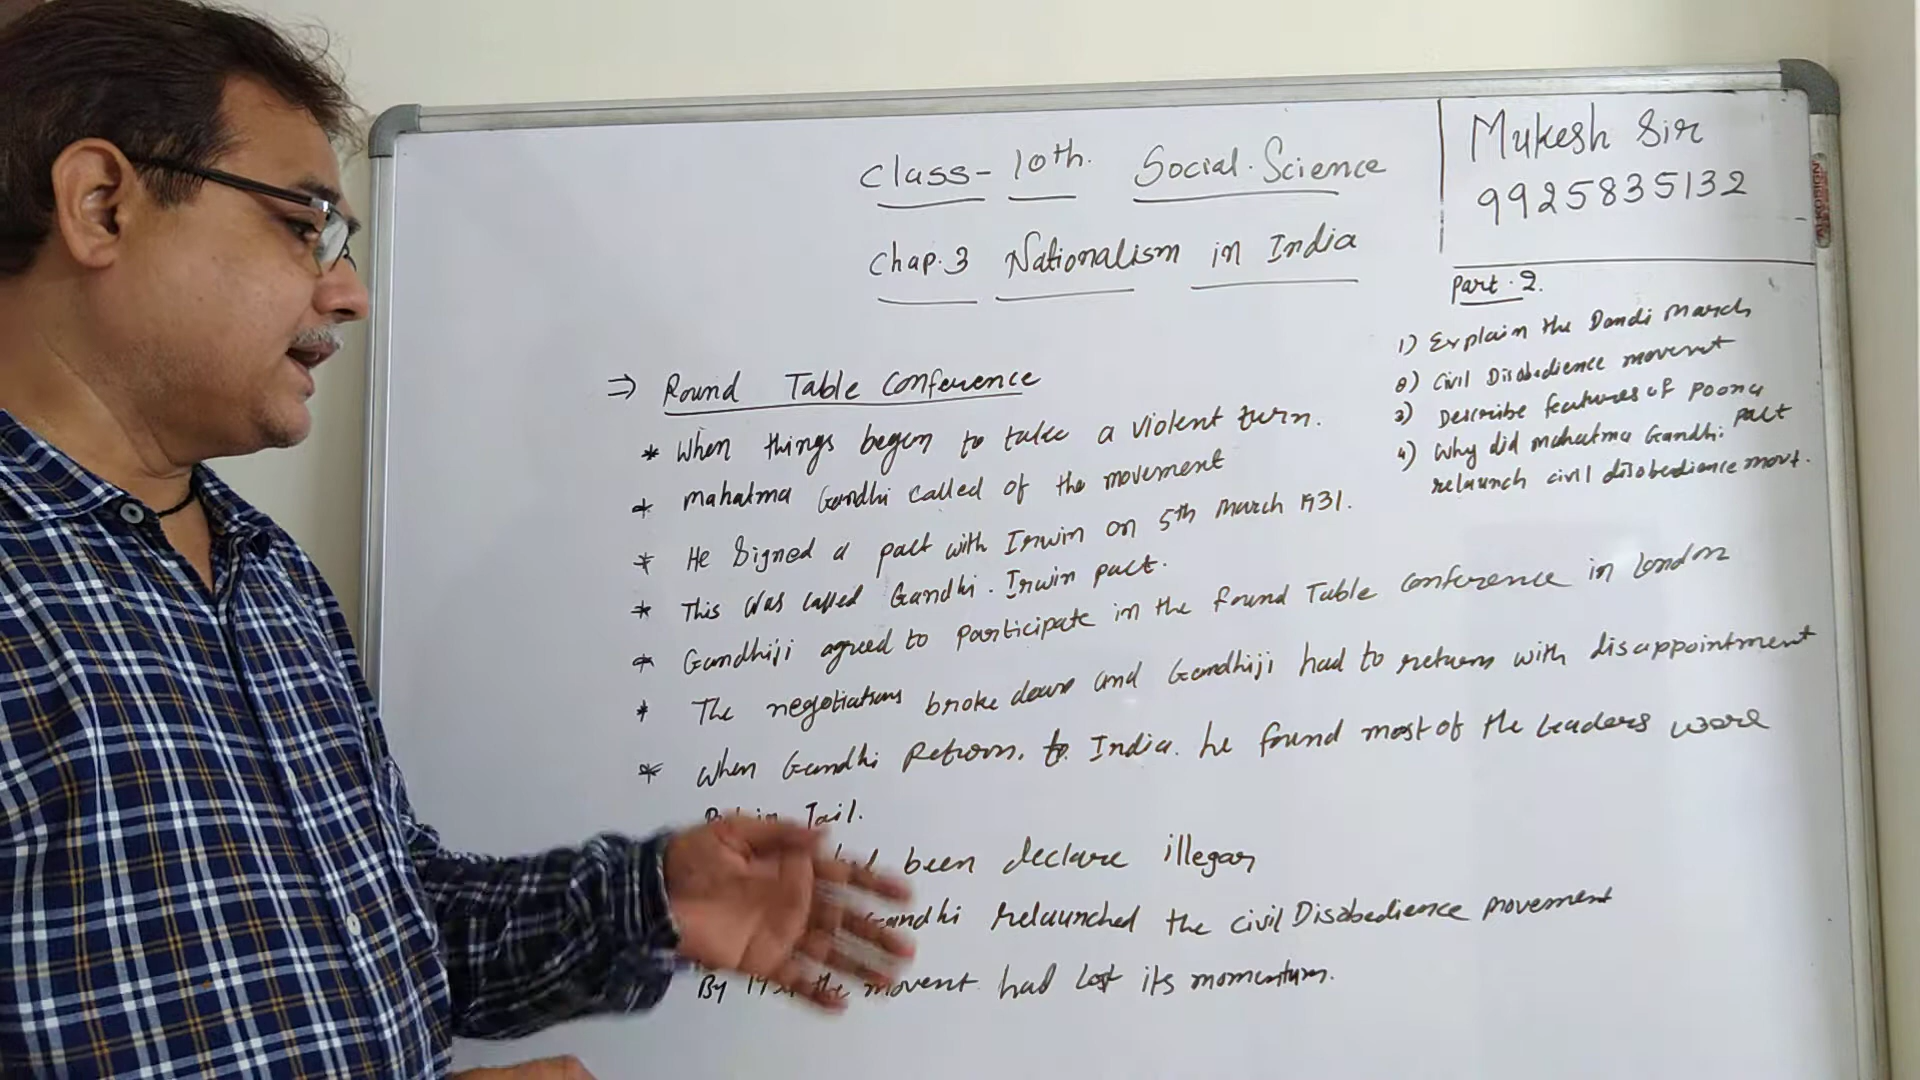 Class- 10th. Social. Science
Chap. 3 Nationalism in India
Mukesh Sir
9925835132
Part. 2.
1) Explain the Dandi March
2) Civil Disobedience movemet
3) Describe features of Poona Pact
4) Why did mahatma Gandhi relaunch civil disobedience movt.
⇒ Round Table Conference
* When things began to take a violent turn.
* Mahatma Gandhi called of the movement
* He Signed a pact with Irwin on 5th March 1931.
* This was called Gandhi. Irwin pact.
* Gandhiji agreed to participate in the round Table conference in London
* The negotiations broke down and Gandhiji had to return with disappointment
* When Gandhi Return. to India. he found most of the leaders were
Put in Jail.
had been declare illegal
Gandhi relaunched the civil Disobedience movement
By the movent had lost its momentum.